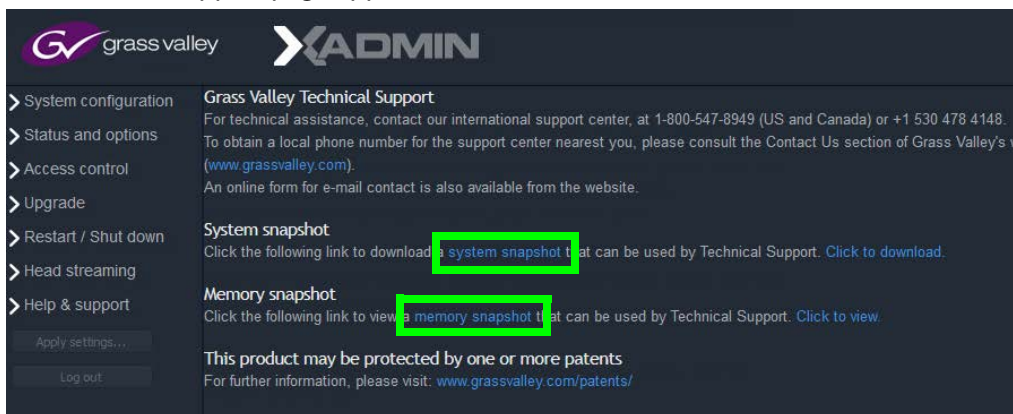 grass valley XADMIN
System configuration
Status and options
Access control
Upgrade
Restart / Shut down
Head streaming
Help & support
Apply settings...
Log out
Grass Valley Technical Support
For technical assistance, contact our international support center, at 1-800-547-8949 (US and Canada) or +1 530 478 4148.
To obtain a local phone number for the support center nearest you, please consult the Contact Us section of Grass Valley's
(www.grassvalley.com).
An online form for e-mail contact is also available from the website.
System snapshot
Click the following link to download a system snapshot that can be used by Technical Support. Click to download.
Memory snapshot
Click the following link to view a memory snapshot that can be used by Technical Support. Click to view.
This product may be protected by one or more patents
For further information, please visit: www.grassvalley.com/patents/